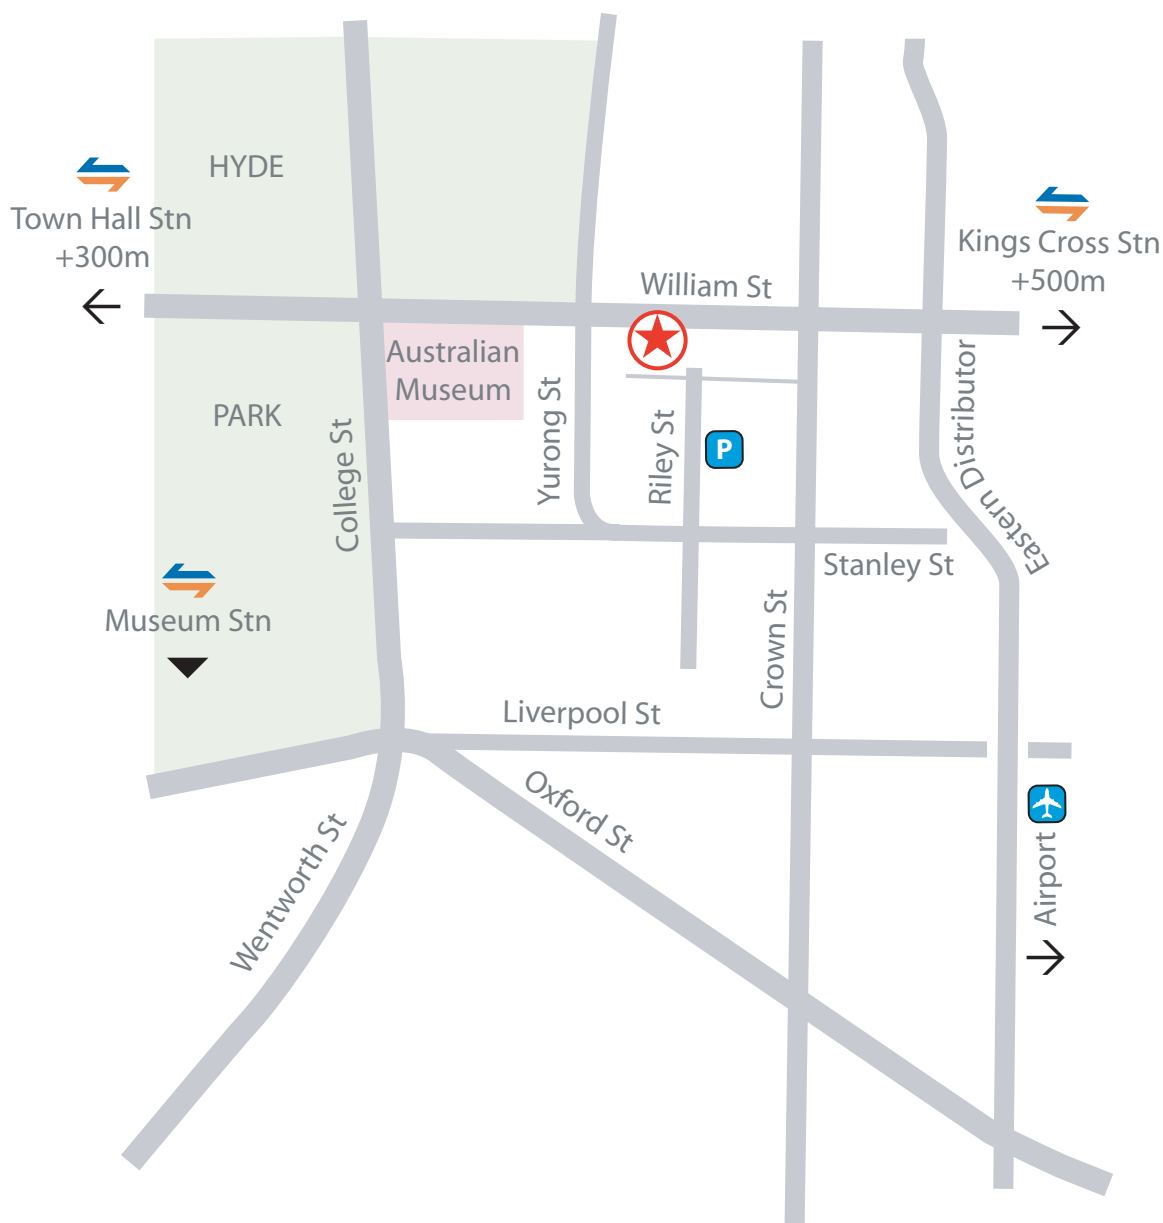 HYDE
Town Hall Stn
+300m
Kings Cross Stn
+500m
William St
Australian
Museum
PARK
College St
Yurong St
Riley St
P
Eastern Distributor
Stanley St
Museum Stn
Crown St
Liverpool St
Oxford St
Wentworth St
Airport